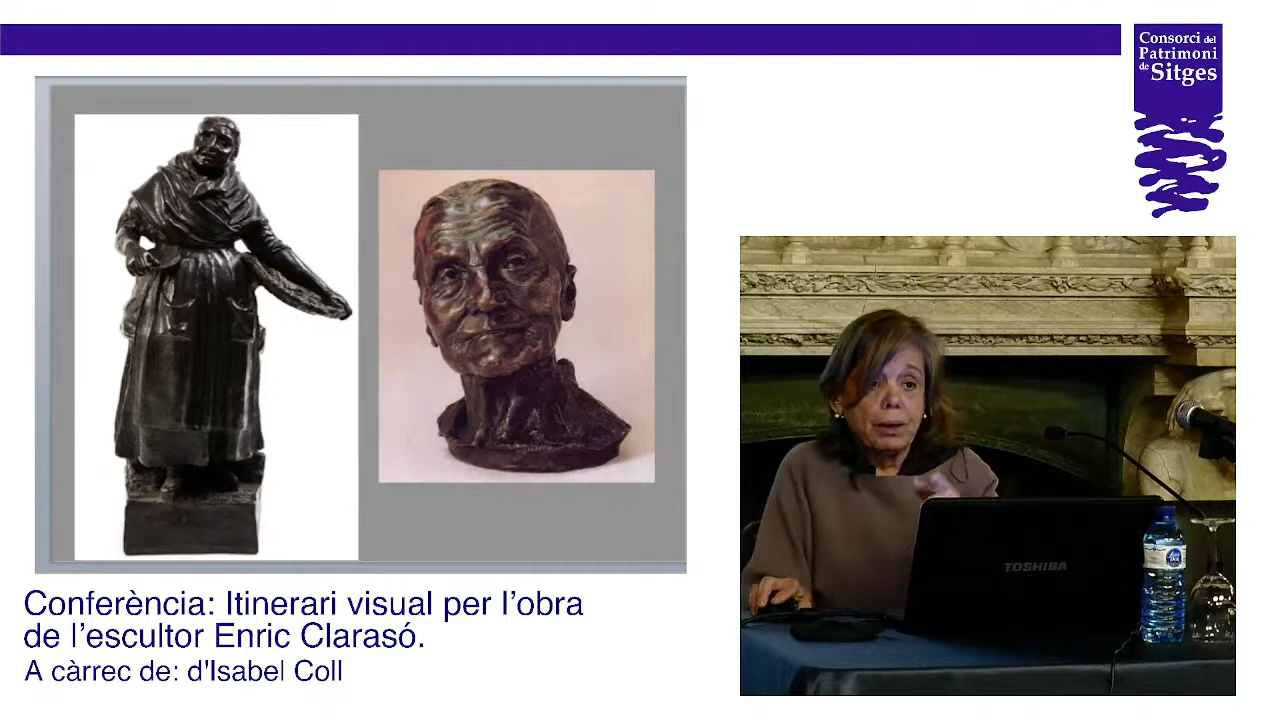 Consorci del
Patrimoni
de Sitges
Conferència: Itinerari visual per l'obra
de l'escultor Enric Clarasó.
A càrrec de: d'Isabel Coll
TOSHIBA